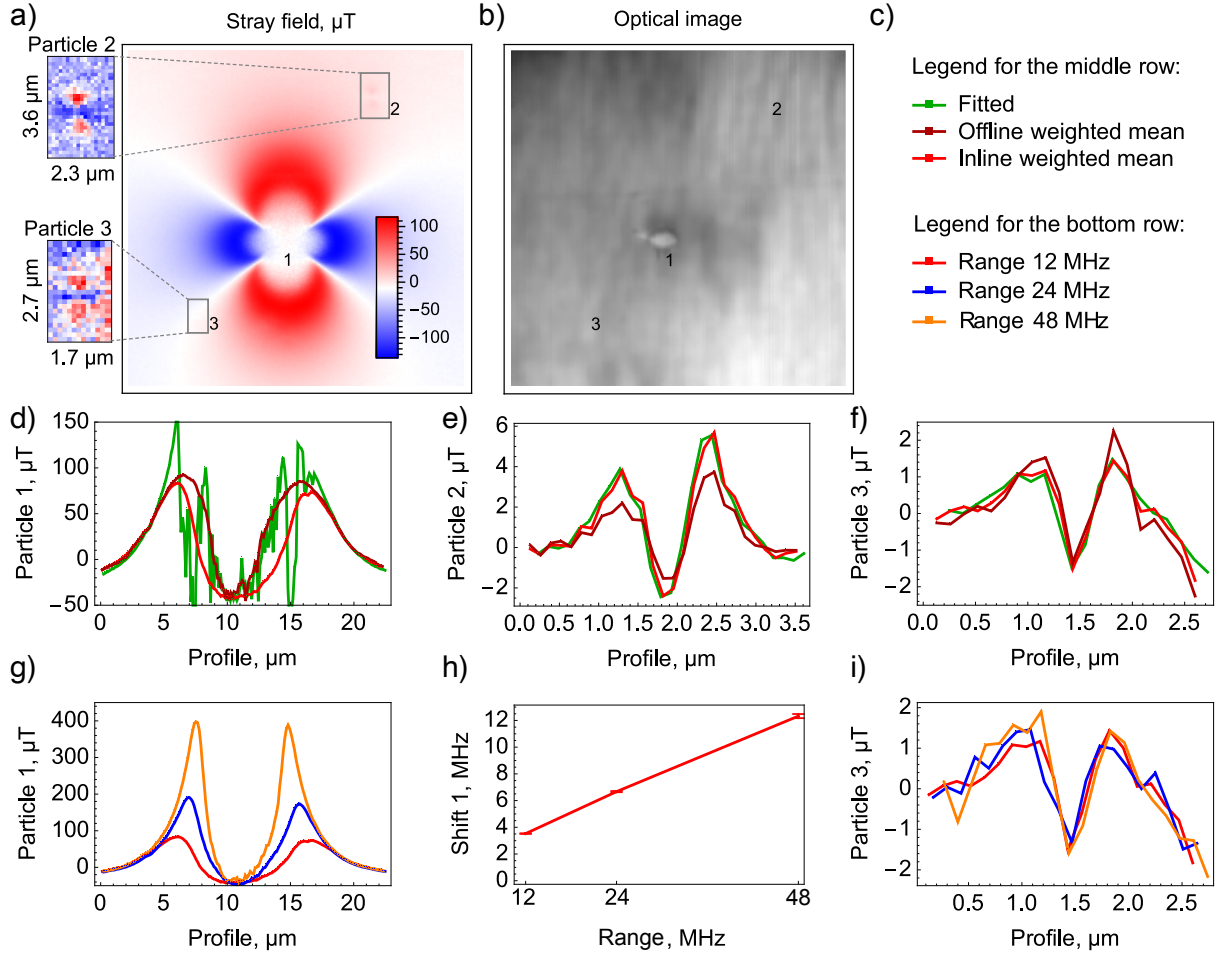 a)
Stray field, µT
b)
Optical image
c)
Particle 2
3.6 µm
2.3 µm
2
Particle 3
2.7 µm
1.7 µm
3
1
100
50
0
−50
−100
2
1
3
Legend for the middle row:
Fitted
Offline weighted mean
Inline weighted mean
Legend for the bottom row:
Range 12 MHz
Range 24 MHz
Range 48 MHz
d)
Particle 1, µT
150
100
50
0
−50
0 5 10 15 20
Profile, µm
e)
Particle 2, µT
6
4
2
0
−2
0.0 0.5 1.0 1.5 2.0 2.5 3.0 3.5
Profile, µm
f)
Particle 3, µT
2
1
0
−1
−2
0.5 1.0 1.5 2.0 2.5
Profile, µm
g)
Particle 1, µT
400
300
200
100
0
0 5 10 15 20
Profile, µm
h)
Shift 1, MHz
12
10
8
6
4
2
0
12 24 48
Range, MHz
i)
Particle 3, µT
2
1
0
−1
−2
0.5 1.0 1.5 2.0 2.5
Profile, µm